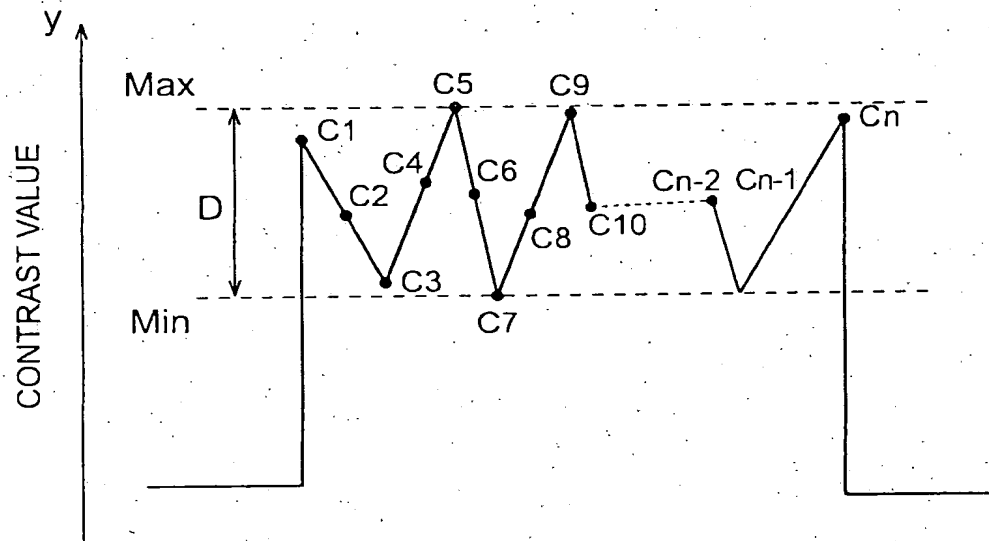 y
CONTRAST VALUE
Max
Min
D
C1
C2
C3
C4
C5
C6
C7
C8
C9
C10
Cn-2
Cn-1
Cn